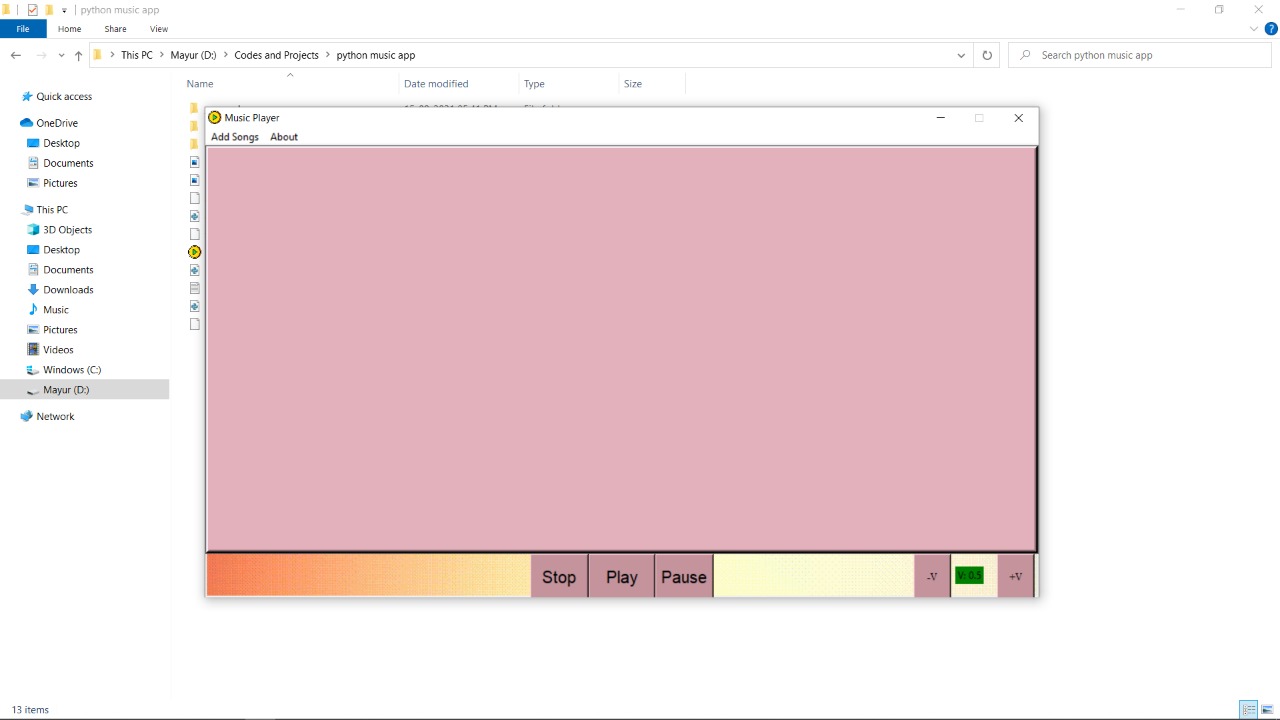 python music app
File Home Share View
This PC Mayur (D:) Codes and Projects python music app
Search python music app
Name Date modified Type Size
Quick access
OneDrive
Desktop
Documents
Pictures
This PC
3D Objects
Desktop
Documents
Downloads
Music
Pictures
Videos
Windows (C:)
Mayur (D:)
Network
Music Player
Add Songs About
Stop Play Pause -V V: 0.5 +V
13 items